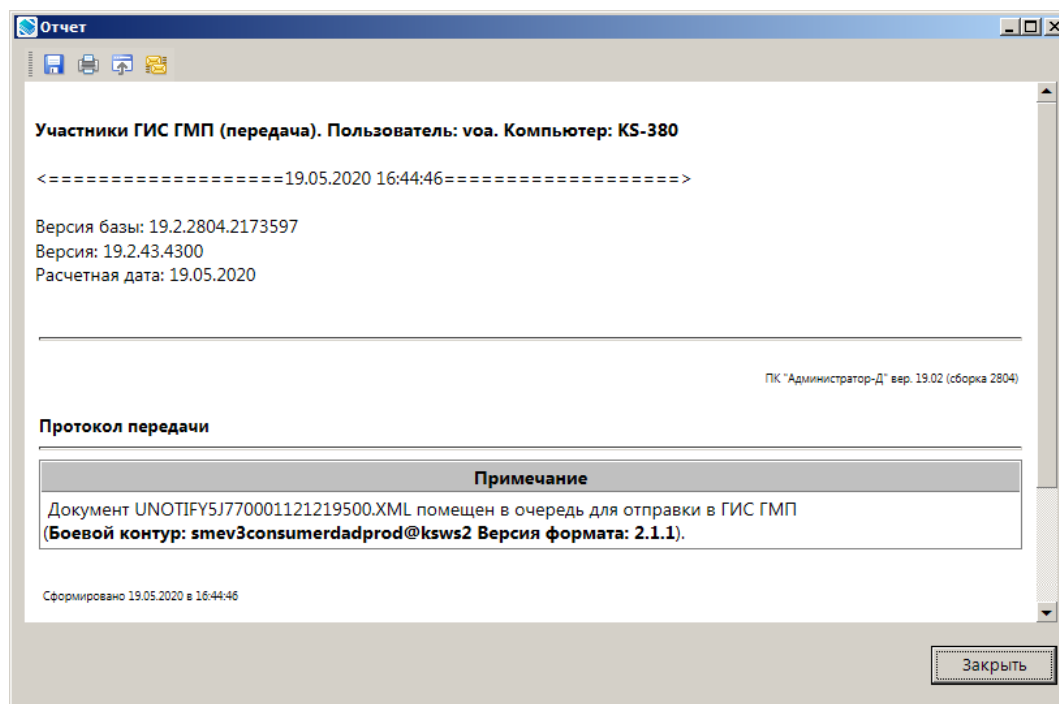 Отчет
Участники ГИС ГМП (передача). Пользователь: voa. Компьютер: KS-380
<===================19.05.2020 16:44:46===================>
Версия базы: 19.2.2804.2173597
Версия: 19.2.43.4300
Расчетная дата: 19.05.2020
ПК "Администратор-Д" вер. 19.02 (сборка 2804)
Протокол передачи
Примечание
Документ UNOTIFY5J770001121219500.XML помещен в очередь для отправки в ГИС ГМП
(Боевой контур: smev3consumerdadprod@ksws2 Версия формата: 2.1.1).
Сформировано 19.05.2020 в 16:44:46
Закрыть